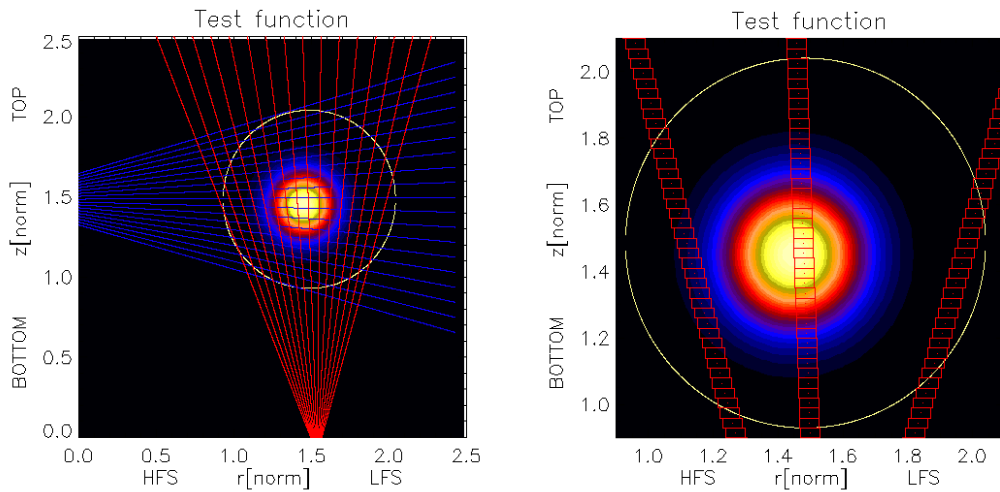 Test function
2.5
2.0
1.5
1.0
0.5
0.0
TOP
z[norm]
BOTTOM
0.0 0.5 1.0 1.5 2.0 2.5
HFS r[norm] LFS
Test function
2.0
1.8
1.6
1.4
1.2
1.0
TOP
z[norm]
BOTTOM
1.0 1.2 1.4 1.6 1.8 2.0
HFS r[norm] LFS